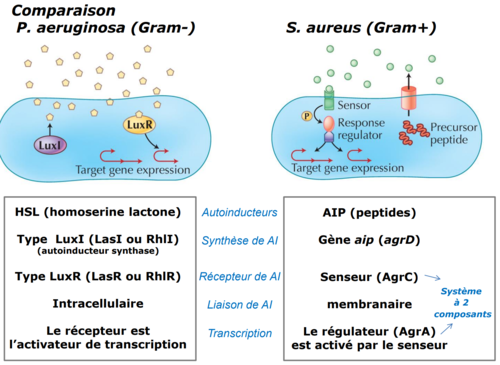 Comparaison
P. aeruginosa (Gram-)
S. aureus (Gram+)
LuxI
LuxR
Target gene expression
Sensor
P
Response
regulator
Precursor
peptide
Target gene expression
HSL (homoserine lactone)
Autoinducteurs
AIP (peptides)
Type LuxI (LasI ou RhlI)
(autoinductor synthase)
Synthèse de AI
Gène aip (agrD)
Type LuxR (LasR ou RhlR)
Récepteur de AI
Senseur (AgrC)
Intracellulaire
Liaison de AI
membranaire
Système
à 2
composants
Le récepteur est
l'activateur de transcription
Transcription
Le régulateur (AgrA)
est activé par le senseur